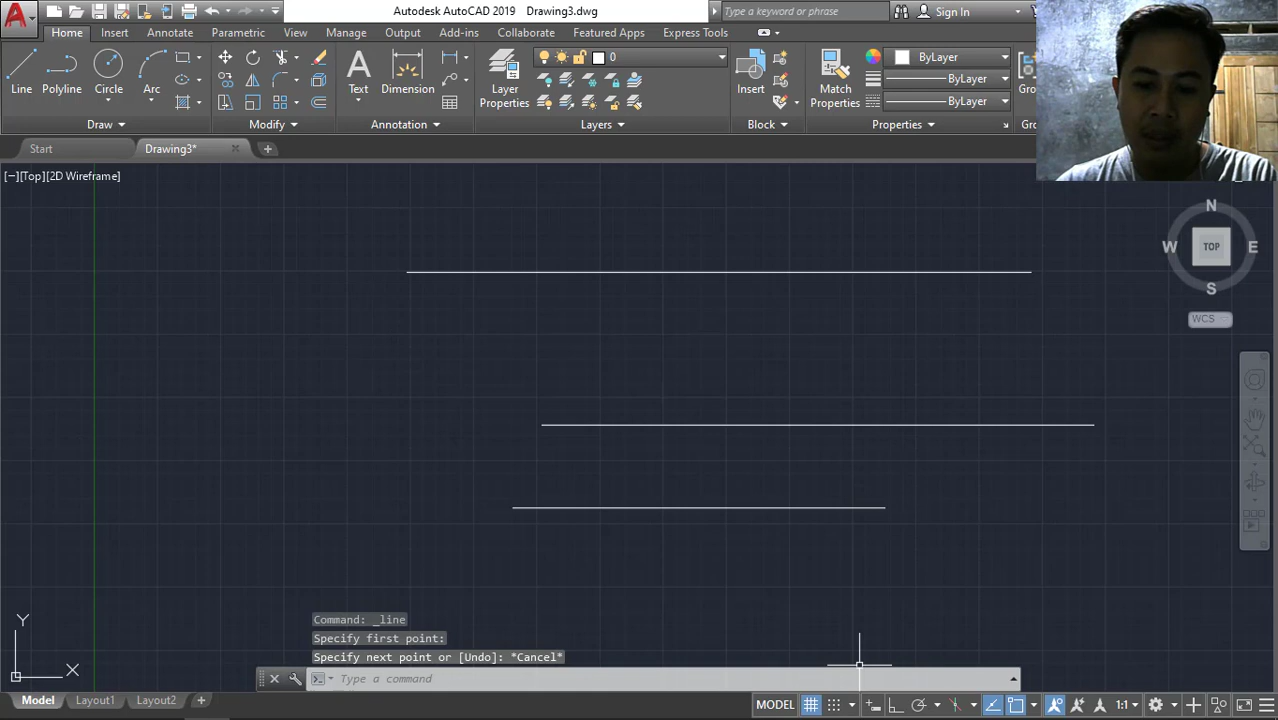 Autodesk AutoCAD 2019 Drawing3.dwg
Type a keyword or phrase
Sign In
Home Insert Annotate Parametric View Manage Output Add-ins Collaborate Featured Apps Express Tools
Line Polyline Circle Arc
Text Dimension
Layer Properties
0
Insert
Match Properties
ByLayer
ByLayer
ByLayer
Draw Modify Annotation Layers Block Properties
Start Drawing3*
[−][Top][2D Wireframe]
N
W TOP E
S
WCS
Command: _line
Specify first point:
Specify next point or [Undo]: *Cancel*
Type a command
Y
X
Model Layout1 Layout2
MODEL 1:1